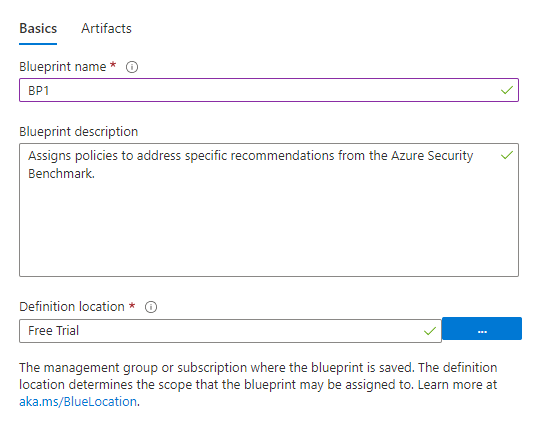 Basics Artifacts
Blueprint name *
BP1
Blueprint description
Assigns policies to address specific recommendations from the Azure Security
Benchmark.
Definition location *
Free Trial ...
The management group or subscription where the blueprint is saved. The definition
location determines the scope that the blueprint may be assigned to. Learn more at
aka.ms/BlueLocation.